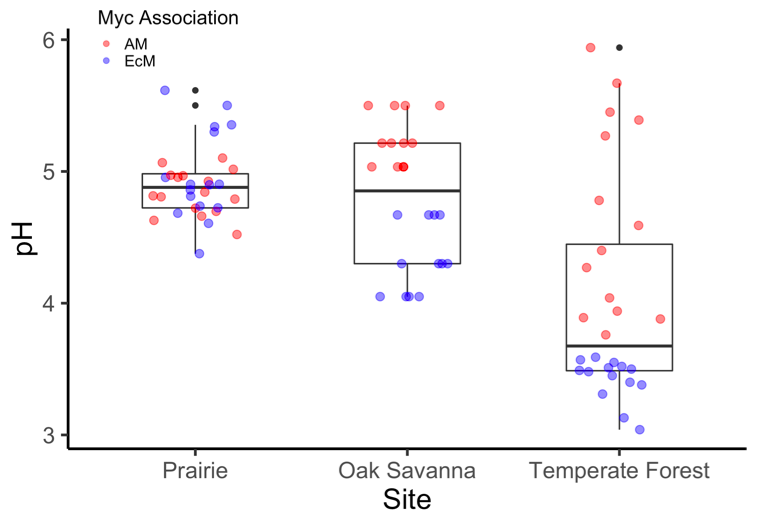 Myc Association
AM
EcM
6
5
4
3
pH
Prairie
Oak Savanna
Temperate Forest
Site